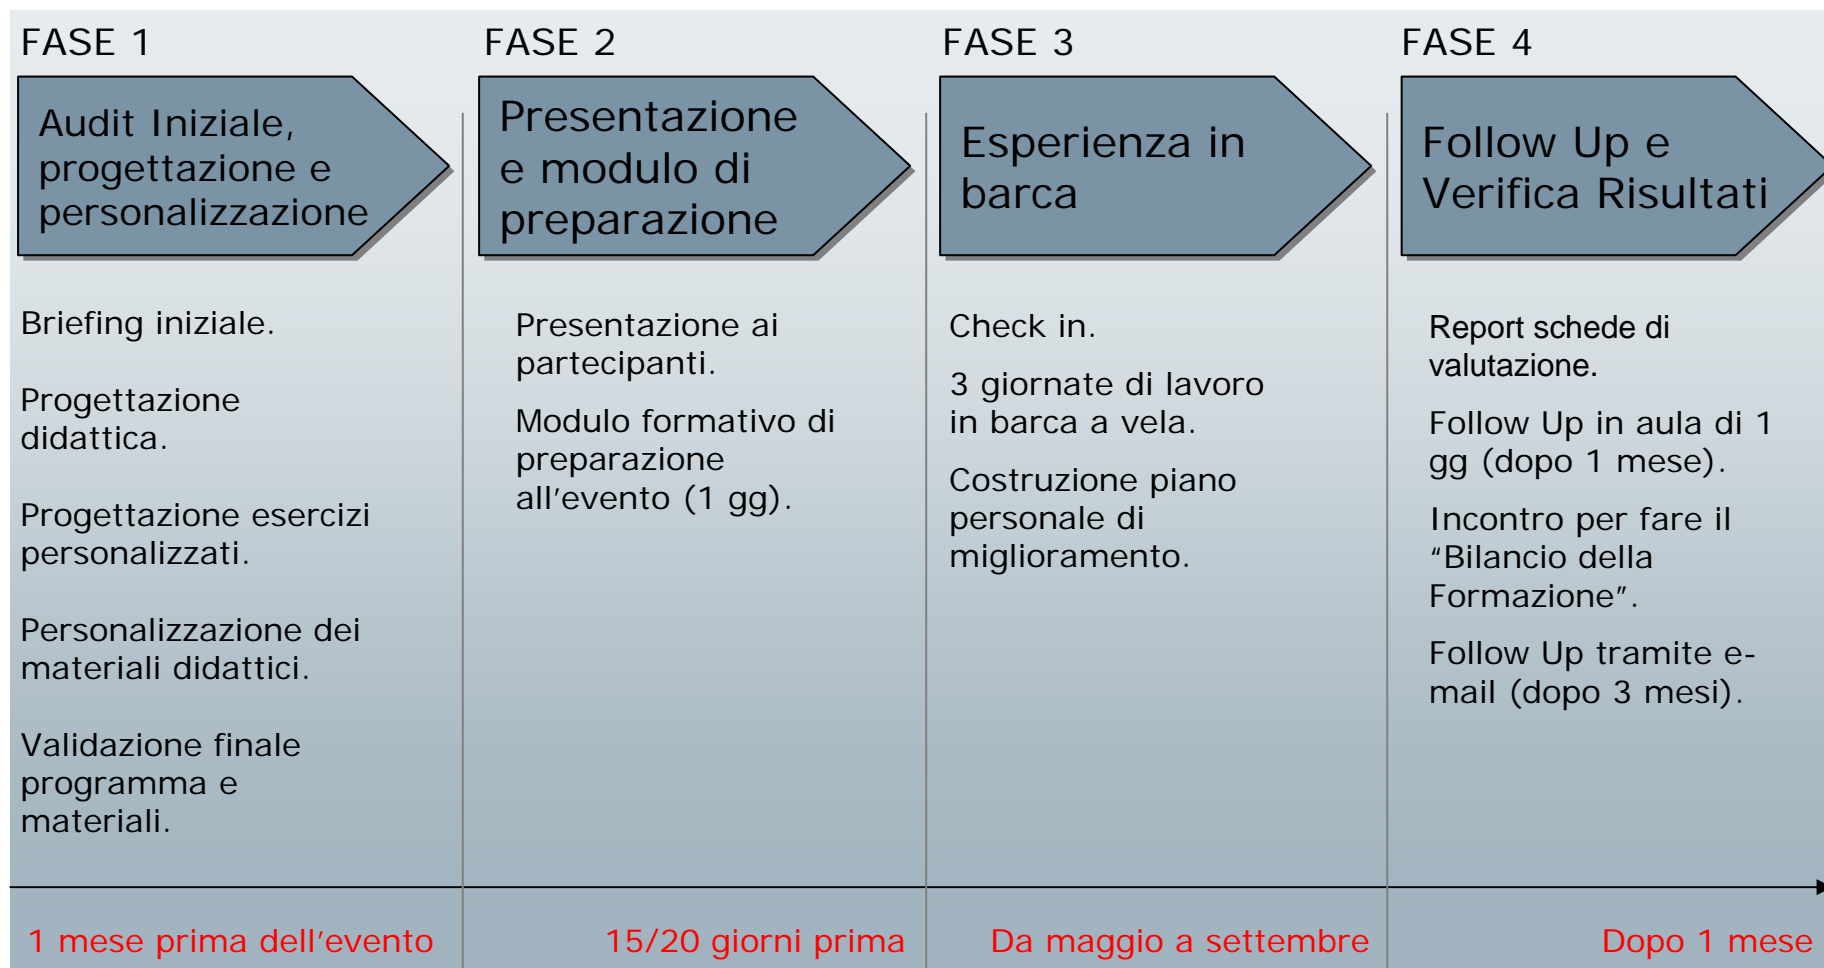 FASE 1
Audit Iniziale,
progettazione e
personalizzazione
Briefing iniziale.
Progettazione
didattica.
Progettazione esercizi
personalizzati.
Personalizzazione dei
materiali didattici.
Validazione finale
programma e
materiali.
1 mese prima dell'evento
FASE 2
Presentazione
e modulo di
preparazione
Presentazione ai
partecipanti.
Modulo formativo di
preparazione
all'evento (1 gg).
15/20 giorni prima
FASE 3
Esperienza in
barca
Check in.
3 giornate di lavoro
in barca a vela.
Costruzione piano
personale di
miglioramento.
Da maggio a settembre
FASE 4
Follow Up e
Verifica Risultati
Report schede di
valutazione.
Follow Up in aula di 1
gg (dopo 1 mese).
Incontro per fare il
“Bilancio della
Formazione”.
Follow Up tramite e-
mail (dopo 3 mesi).
Dopo 1 mese